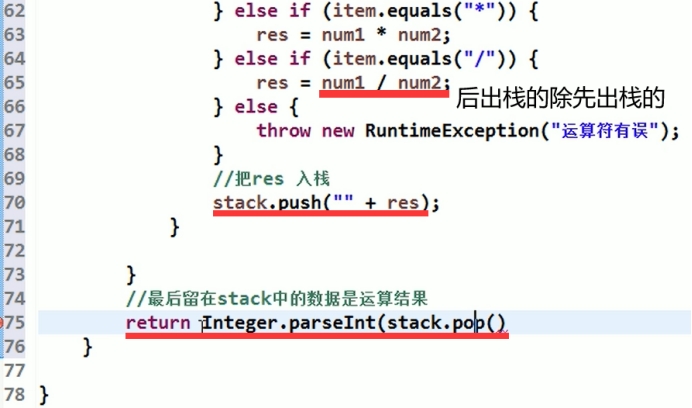 62 } else if (item.equals("*")) {
63 res = num1 * num2;
64 } else if (item.equals("/")) {
65 res = num1 / num2;
后出栈的除先出栈的
66 } else {
67 throw new RuntimeException("运算符有误");
68 }
69 //把res 入栈
70 stack.push("" + res);
71 }
72
73 }
74 //最后留在stack中的数据是运算结果
75 return Integer.parseInt(stack.pop()
76 }
77
78 }